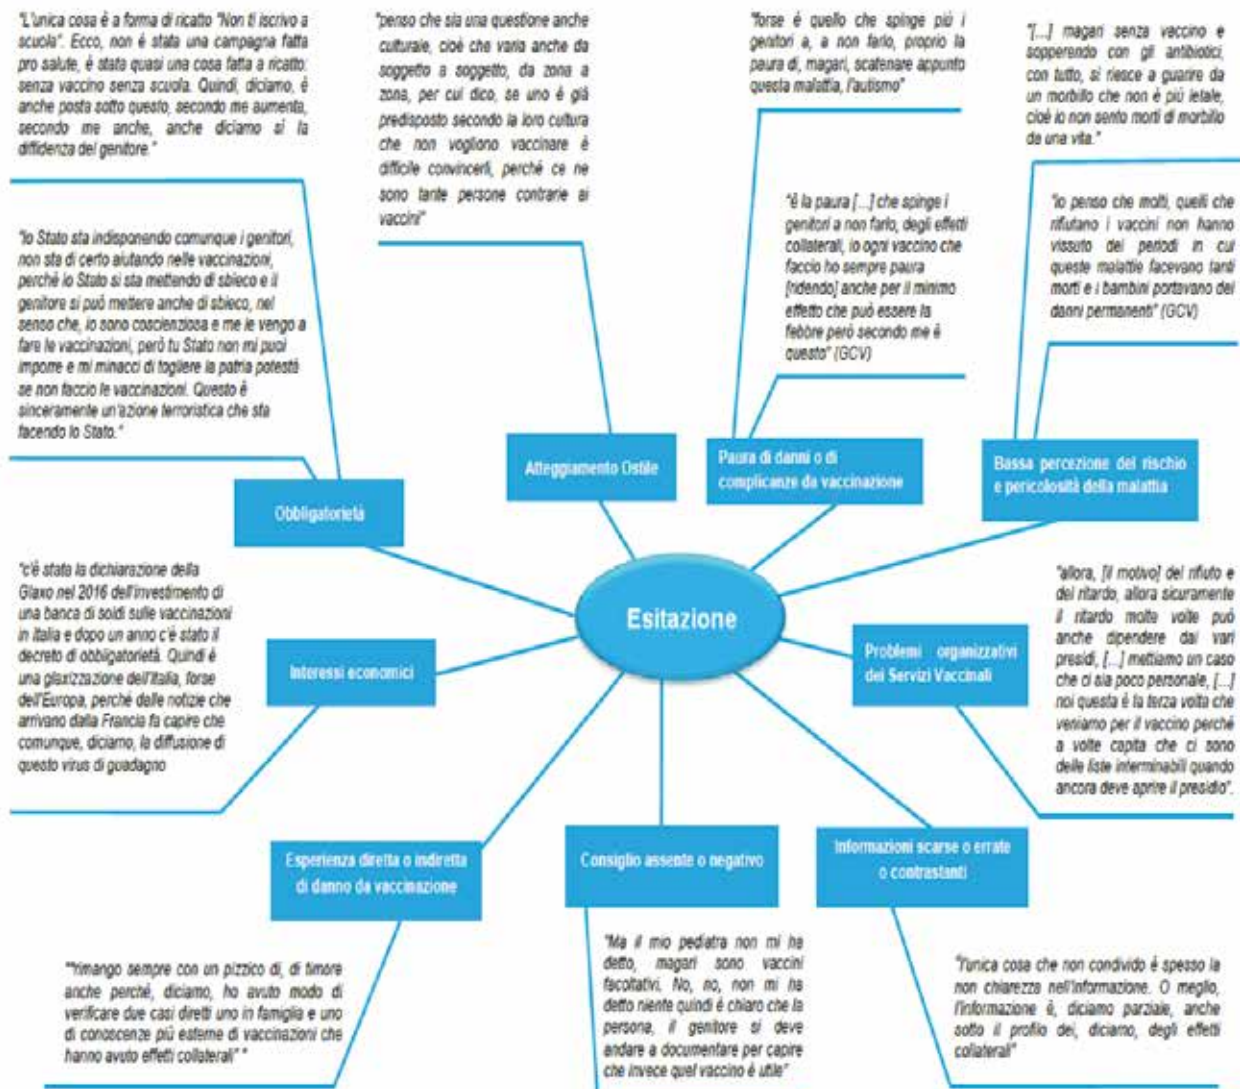 "L'unica cosa è a forma di ricatto "Non ti iscrivo a
scuola". Ecco, non è stata una campagna fatta
pro salute, è stata quasi una cosa fatta a ricatto:
senza vaccino senza scuola. Quindi, diciamo, è
anche posta sotto questo, secondo me aumenta,
secondo me anche, anche diciamo sì la
diffidenza del genitore."
"penso che sia una questione anche
culturale, cioè che varia anche da
soggetto a soggetto, da zona a
zona, per cui dico, se uno è già
predisposto secondo la loro cultura
che non vogliono vaccinare è
difficile convincerli, perché ce ne
sono tante persone contrarie ai
vaccini"
"forse è quello che spinge più i
genitori a, a non farlo, proprio la
paura di, magari, scatenare appunto
questa malattia, l'autismo"
"[...] magari senza vaccino e
sopperendo con gli antibiotici,
con tutto, si riesce a guarire da
un morbillo che non è più letale,
cioè io non sento morti di morbillo
da una vita."
"lo Stato sta indisponendo comunque i genitori,
non sta di certo aiutando nelle vaccinazioni,
perchè lo Stato si sta mettendo di sbieco e il
genitore si può mettere anche di sbieco, nel
senso che, io sono coscienziosa e me le vengo a
fare le vaccinazioni, però tu Stato non mi puoi
imporre e mi minacci di togliere la patria potestà
se non faccio le vaccinazioni. Questo è
sinceramente un'azione terroristica che sta
facendo lo Stato."
"è la paura [...] che spinge i
genitori a non farlo, degli effetti
collaterali, io ogni vaccino che
faccio ho sempre paura
[ridendo] anche per il minimo
effetto che può essere la
febbre però secondo me è
questo" (GCV)
"io penso che molti, quelli che
rifiutano i vaccini non hanno
vissuto dei periodi in cui
queste malattie facevano tanti
morti e i bambini portavano dei
danni permanenti" (GCV)
Obbligatorietà
Atteggiamento Ostile
Paura di danni o di
complicanze da vaccinazione
Bassa percezione del rischio
e pericolosità della malattia
Esitazione
"c'è stata la dichiarazione della
Glaxo nel 2016 dell'investimento di
una banca di soldi sulle vaccinazioni
in Italia e dopo un anno c'è stato il
decreto di obbligatorietà. Quindi è
una glaxizzazione dell'Italia, forse
dell'Europa, perché dalle notizie che
arrivano dalla Francia fa capire che
comunque, diciamo, la diffusione di
questo virus di guadagno
Interessi economici
Problemi organizzativi
dei Servizi Vaccinali
"allora, [il motivo] del rifiuto e
del ritardo, allora sicuramente
il ritardo molte volte può
anche dipendere dai vari
presidi, [...] mettiamo un caso
che ci sia poco personale, [...]
noi questa è la terza volta che
veniamo per il vaccino perché
a volte capita che ci sono
delle liste interminabili quando
ancora deve aprire il presidio".
Esperienza diretta o indiretta
di danno da vaccinazione
Consiglio assente o negativo
Informazioni scarse o errate
o contrastanti
""rimango sempre con un pizzico di, di timore
anche perché, diciamo, ho avuto modo di
verificare due casi diretti uno in famiglia e uno
di conoscenze più esterne di vaccinazioni che
hanno avuto effetti collaterali" "
"Ma il mio pediatra non mi ha
detto, magari sono vaccini
facoltativi. No, no, non mi ha
detto niente quindi è chiaro che la
persona, il genitore si deve
andare a documentare per capire
che invece quel vaccino è utile"
"l'unica cosa che non condivido è spesso la
non chiarezza nell'informazione. O meglio,
l'informazione è, diciamo parziale, anche
sotto il profilo dei, diciamo, degli effetti
collaterali"